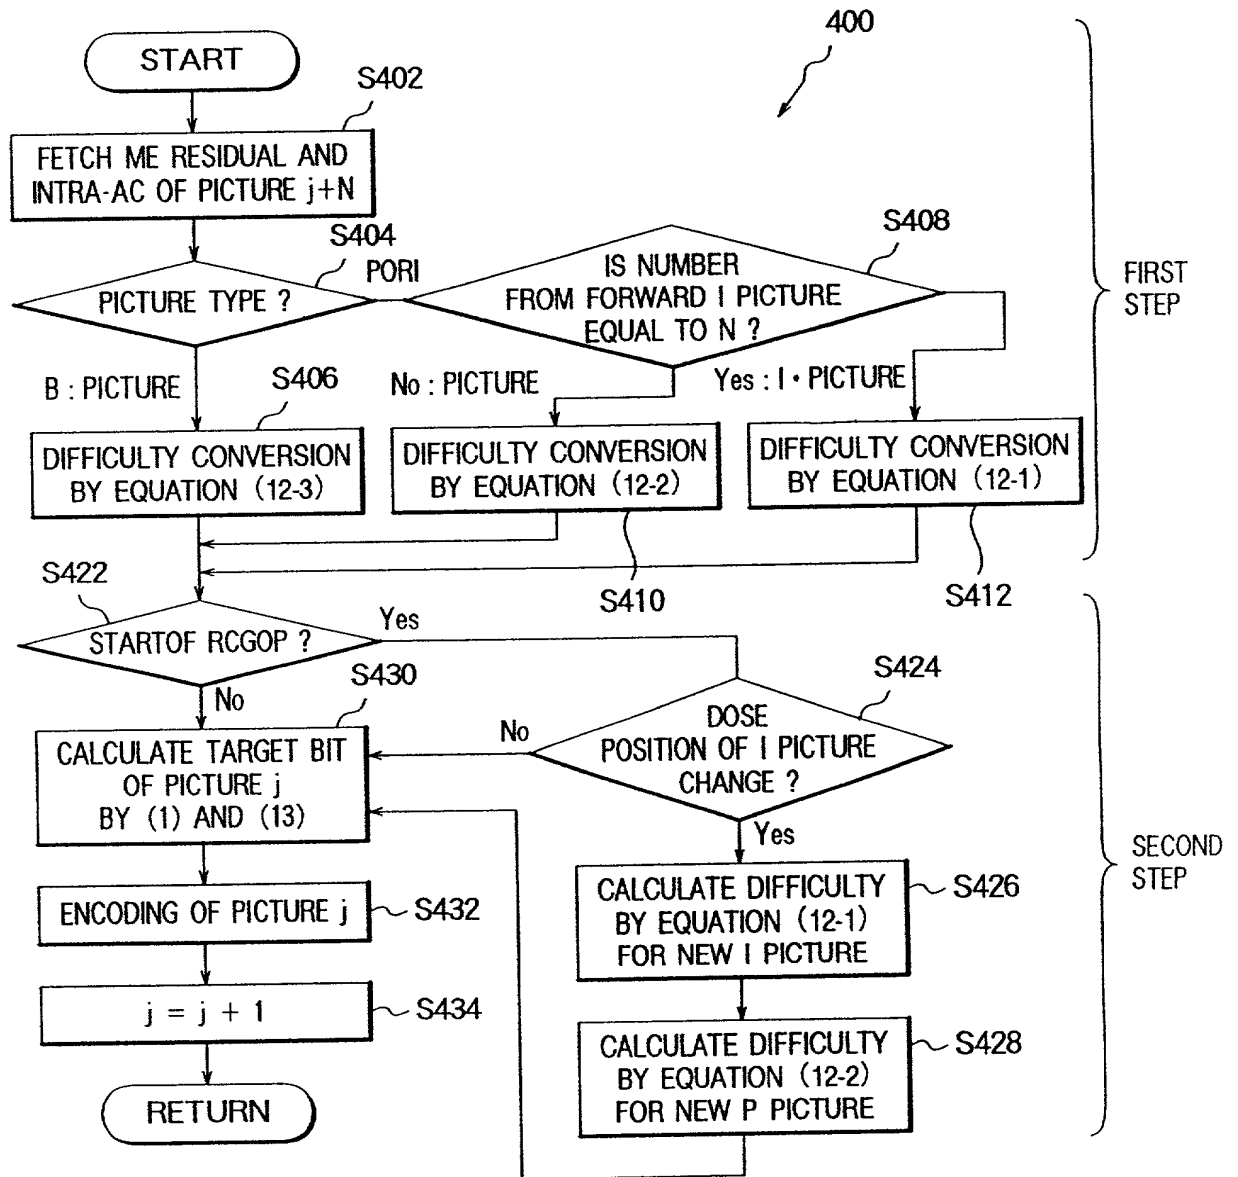 400
START
S402
FETCH ME RESIDUAL AND
INTRA-AC OF PICTURE j+N
S404
PORI
PICTURE TYPE ?
S408
IS NUMBER
FROM FORWARD I PICTURE
EQUAL TO N ?
FIRST
STEP
B : PICTURE
S406
No : PICTURE
Yes : I • PICTURE
DIFFICULTY CONVERSION
BY EQUATION (12-3)
DIFFICULTY CONVERSION
BY EQUATION (12-2)
DIFFICULTY CONVERSION
BY EQUATION (12-1)
S410
S412
S422
STARTOF RCGOP ?
Yes
No
S430
S424
DOSE
POSITION OF I PICTURE
CHANGE ?
No
Yes
CALCULATE TARGET BIT
OF PICTURE j
BY (1) AND (13)
SECOND
STEP
ENCODING OF PICTURE j
S432
CALCULATE DIFFICULTY
BY EQUATION (12-1)
FOR NEW I PICTURE
S426
j = j + 1
S434
CALCULATE DIFFICULTY
BY EQUATION (12-2)
FOR NEW P PICTURE
S428
RETURN